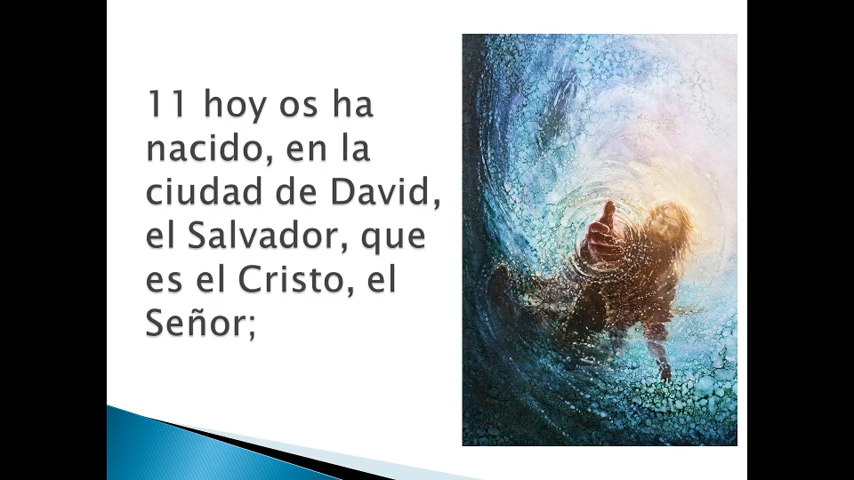 11 hoy os ha
nacido, en la
ciudad de David,
el Salvador, que
es el Cristo, el
Señor;